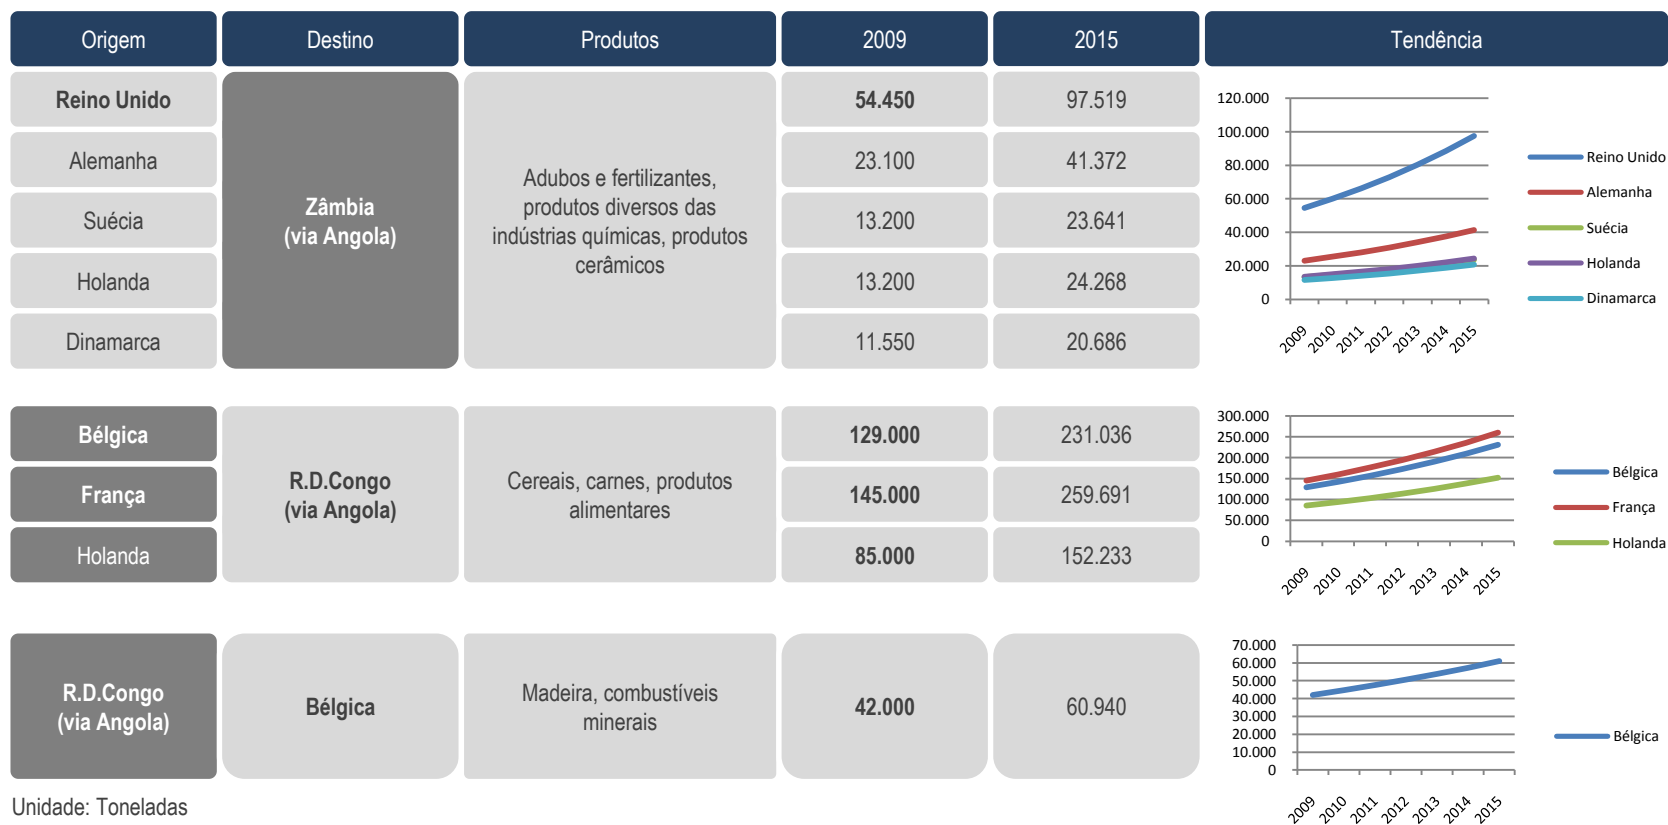 Origem
Destino
Produtos
2009
2015
Tendência
Reino Unido
Alemanha
Suécia
Holanda
Dinamarca
Zâmbia
(via Angola)
Adubos e fertilizantes,
produtos diversos das
indústrias químicas, produtos
cerâmicos
54.450
97.519
23.100
41.372
13.200
23.641
13.200
24.268
11.550
20.686
120.000
100.000
80.000
60.000
40.000
20.000
0
2009
2010
2011
2012
2013
2014
2015
Reino Unido
Alemanha
Suécia
Holanda
Dinamarca
Bélgica
França
Holanda
R.D.Congo
(via Angola)
Cereais, carnes, produtos
alimentares
129.000
231.036
145.000
259.691
85.000
152.233
300.000
250.000
200.000
150.000
100.000
50.000
0
2009
2010
2011
2012
2013
2014
2015
Bélgica
França
Holanda
R.D.Congo
(via Angola)
Bélgica
Madeira, combustíveis
minerais
42.000
60.940
70.000
60.000
50.000
40.000
30.000
20.000
10.000
0
2009
2010
2011
2012
2013
2014
2015
Bélgica
Unidade: Toneladas